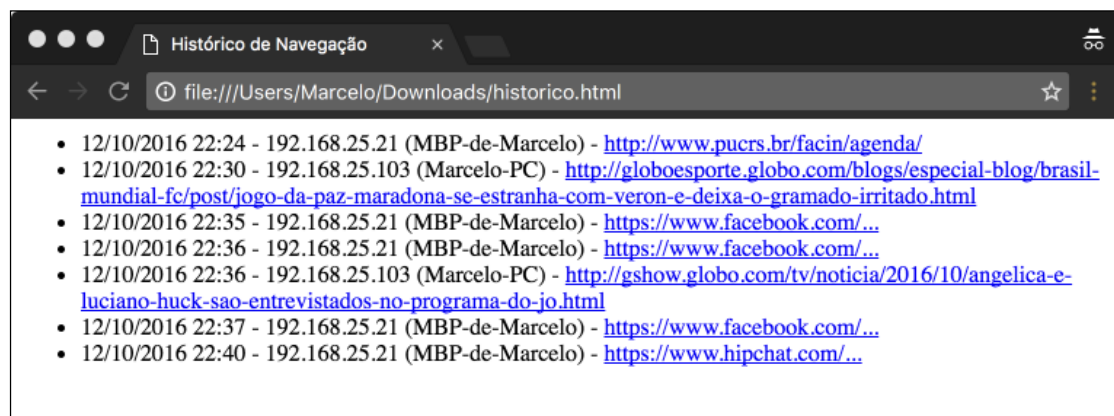 Histórico de Navegação
file:///Users/Marcelo/Downloads/historico.html
12/10/2016 22:24 - 192.168.25.21 (MBP-de-Marcelo) - http://www.pucrs.br/facin/agenda/
12/10/2016 22:30 - 192.168.25.103 (Marcelo-PC) - http://globoesporte.globo.com/blogs/especial-blog/brasil-
mundial-fc/post/jogo-da-paz-maradona-se-estranha-com-veron-e-deixa-o-gramado-irritado.html
12/10/2016 22:35 - 192.168.25.21 (MBP-de-Marcelo) - https://www.facebook.com/...
12/10/2016 22:36 - 192.168.25.21 (MBP-de-Marcelo) - https://www.facebook.com/...
12/10/2016 22:36 - 192.168.25.103 (Marcelo-PC) - http://gshow.globo.com/tv/noticia/2016/10/angelica-e-
luciano-huck-sao-entrevistados-no-programa-do-jo.html
12/10/2016 22:37 - 192.168.25.21 (MBP-de-Marcelo) - https://www.facebook.com/...
12/10/2016 22:40 - 192.168.25.21 (MBP-de-Marcelo) - https://www.hipchat.com/...